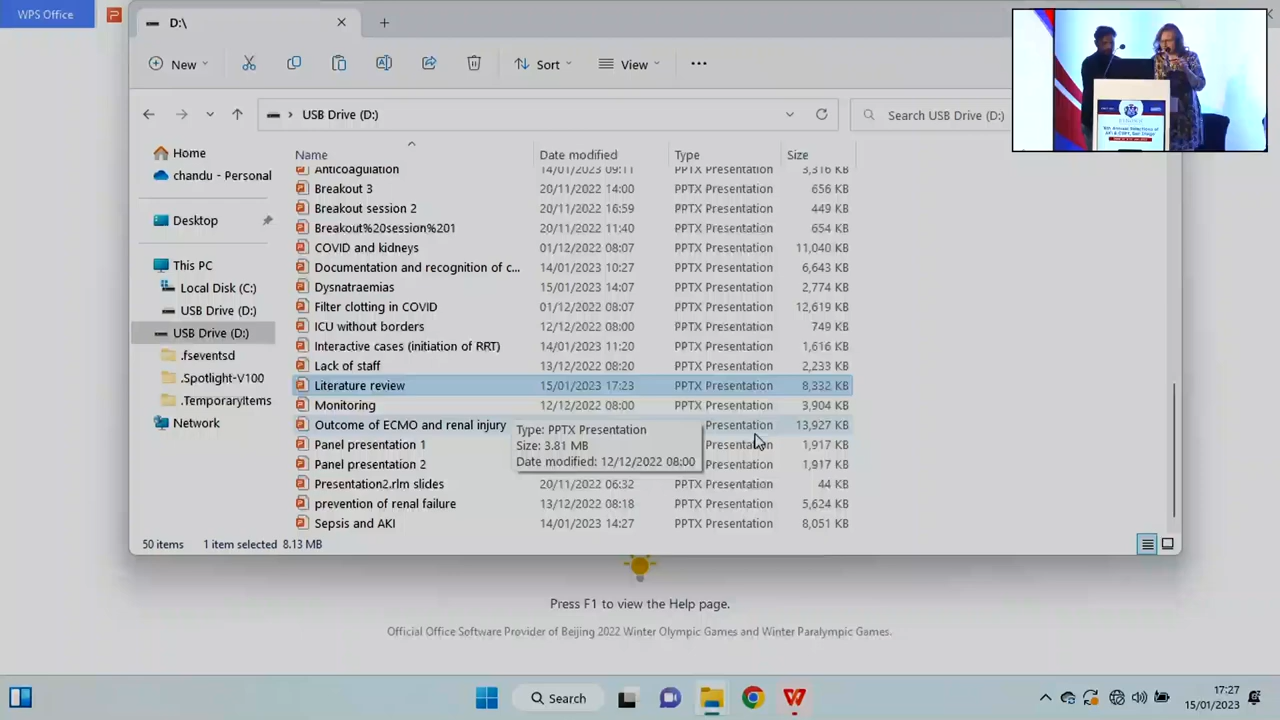 WPS Office
D:\
New
Sort
View
USB Drive (D:)
Search USB Drive (D:)
Home
chandu - Personal
Desktop
This PC
Local Disk (C:)
USB Drive (D:)
USB Drive (D:)
.fseventsd
.Spotlight-V100
.TemporaryItems
Network
Name Date modified Type Size
Anticoagulation 14/01/2023 09:11 PPTX Presentation 3,316 KB
Breakout 3 20/11/2022 14:00 PPTX Presentation 656 KB
Breakout session 2 20/11/2022 16:59 PPTX Presentation 449 KB
Breakout%20session%201 20/11/2022 11:40 PPTX Presentation 654 KB
COVID and kidneys 01/12/2022 08:07 PPTX Presentation 11,040 KB
Documentation and recognition of c... 14/01/2023 10:27 PPTX Presentation 6,643 KB
Dysnatraemias 15/01/2023 14:07 PPTX Presentation 2,774 KB
Filter clotting in COVID 01/12/2022 08:07 PPTX Presentation 12,619 KB
ICU without borders 12/12/2022 08:00 PPTX Presentation 749 KB
Interactive cases (initiation of RRT) 14/01/2023 11:20 PPTX Presentation 1,616 KB
Lack of staff 13/12/2022 08:20 PPTX Presentation 2,233 KB
Literature review 15/01/2023 17:23 PPTX Presentation 8,332 KB
Monitoring 12/12/2022 08:00 PPTX Presentation 3,904 KB
Outcome of ECMO and renal injury Presentation 13,927 KB
Panel presentation 1 Presentation 1,917 KB
Panel presentation 2 Presentation 1,917 KB
Presentation2.rlm slides 20/11/2022 06:32 PPTX Presentation 44 KB
prevention of renal failure 13/12/2022 08:18 PPTX Presentation 5,624 KB
Sepsis and AKI 14/01/2023 14:27 PPTX Presentation 8,051 KB
Type: PPTX Presentation
Size: 3.81 MB
Date modified: 12/12/2022 08:00
50 items 1 item selected 8.13 MB
Press F1 to view the Help page.
Official Office Software Provider of Beijing 2022 Winter Olympic Games and Winter Paralympic Games.
Search
17:27
15/01/2023